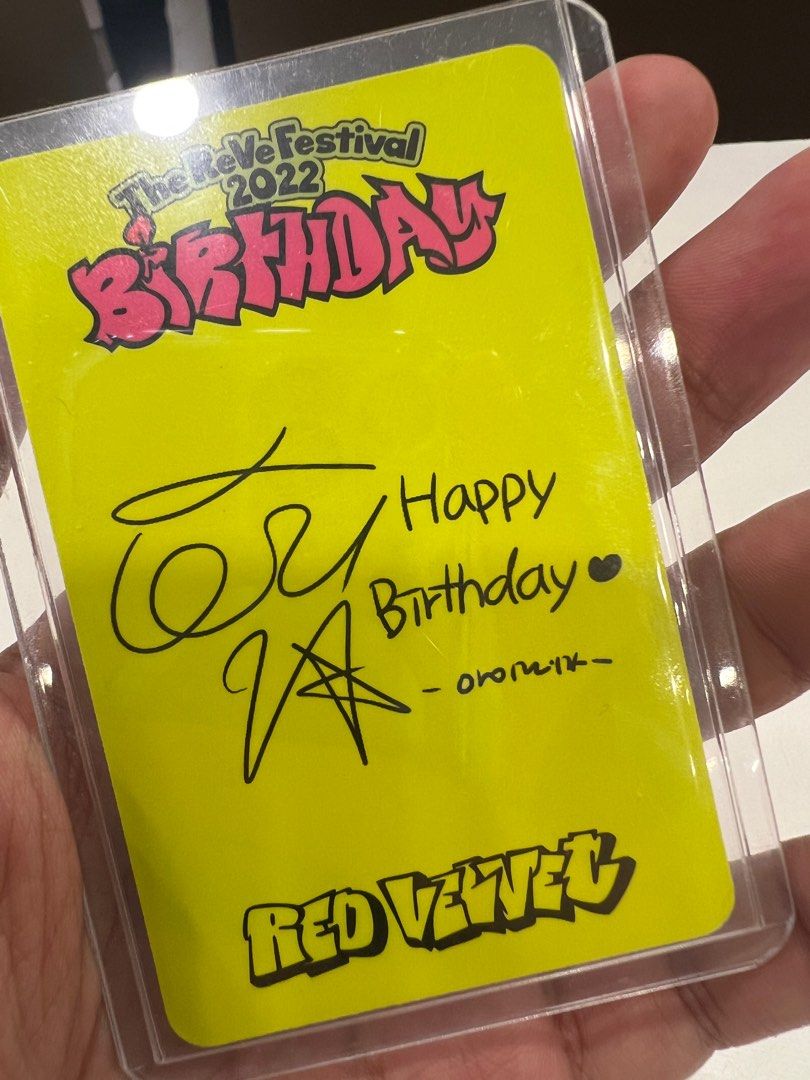 The ReVe Festival
2022
BiRTHDAY
Happy
Birthday ♥
RED VELVET